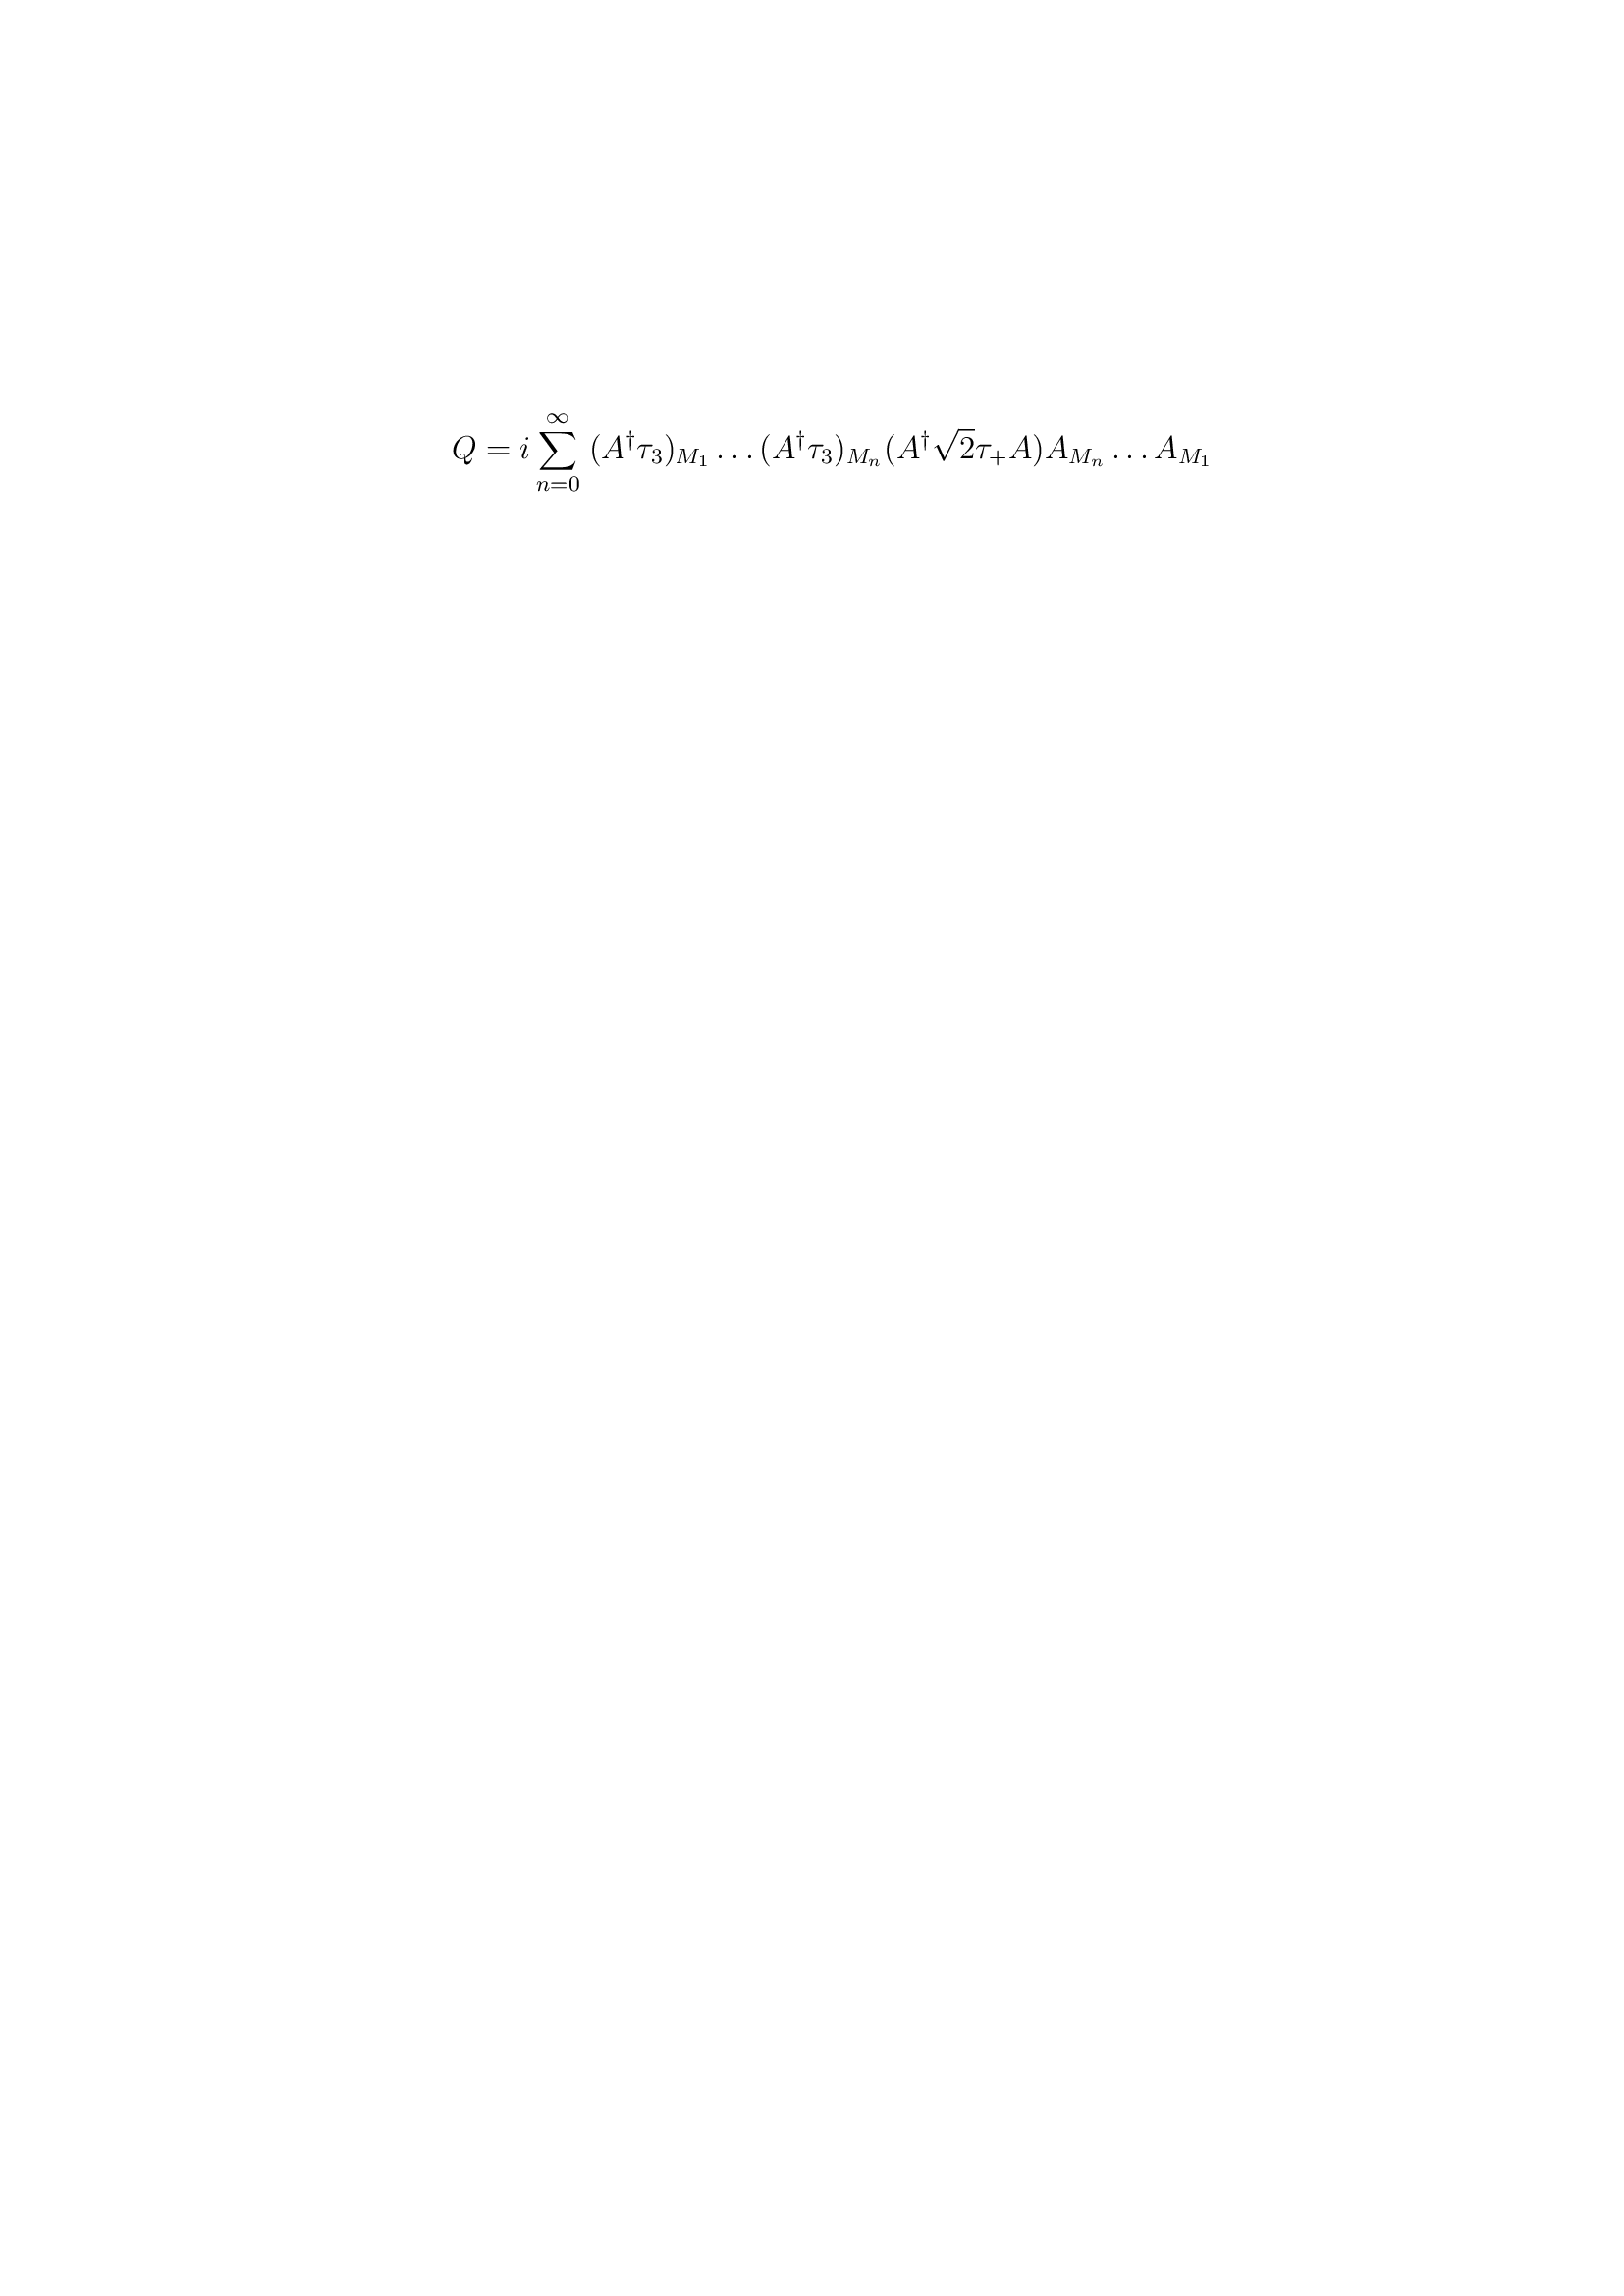 $Q = i \sum_{n=0}^{\infty} (A^{\dagger}\tau_3)_{M_1} \ldots (A^{\dagger}\tau_3)_{M_n} (A^{\dagger}\sqrt{2}\tau_+ A) A_{M_n} \ldots A_{M_1}$